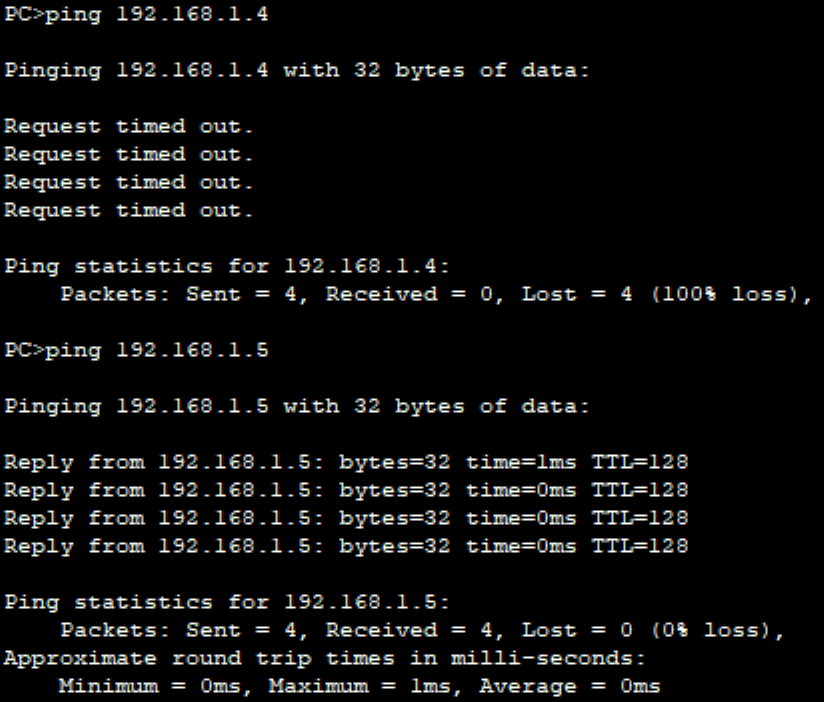 PC>ping 192.168.1.4
Pinging 192.168.1.4 with 32 bytes of data:
Request timed out.
Request timed out.
Request timed out.
Request timed out.
Ping statistics for 192.168.1.4:
    Packets: Sent = 4, Received = 0, Lost = 4 (100% loss),
PC>ping 192.168.1.5
Pinging 192.168.1.5 with 32 bytes of data:
Reply from 192.168.1.5: bytes=32 time=1ms TTL=128
Reply from 192.168.1.5: bytes=32 time=0ms TTL=128
Reply from 192.168.1.5: bytes=32 time=0ms TTL=128
Reply from 192.168.1.5: bytes=32 time=0ms TTL=128
Ping statistics for 192.168.1.5:
    Packets: Sent = 4, Received = 4, Lost = 0 (0% loss),
Approximate round trip times in milli-seconds:
    Minimum = 0ms, Maximum = 1ms, Average = 0ms